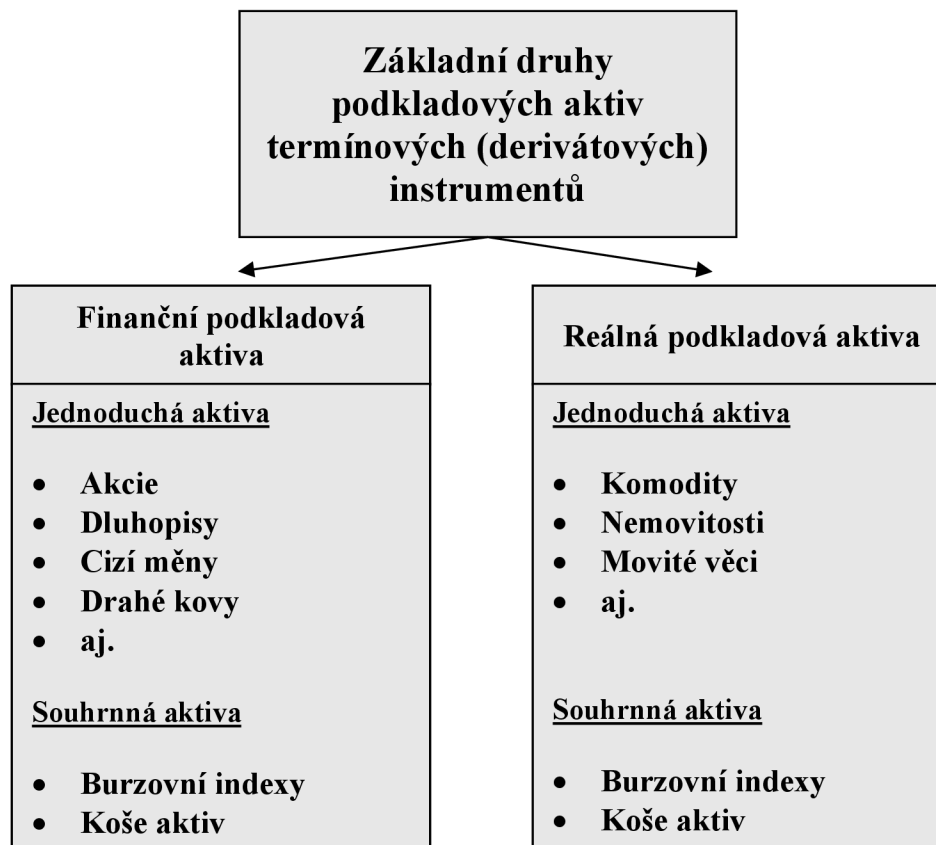 Základní druhy
podkladových aktiv
termínových (derivátových)
instrumentů
Finanční podkladová
aktiva
Jednoduchá aktiva
• Akcie
• Dluhopisy
• Cizí měny
• Drahé kovy
• aj.
Souhrnná aktiva
• Burzovní indexy
• Koše aktiv
Reálná podkladová aktiva
Jednoduchá aktiva
• Komodity
• Nemovitosti
• Movité věci
• aj.
Souhrnná aktiva
• Burzovní indexy
• Koše aktiv